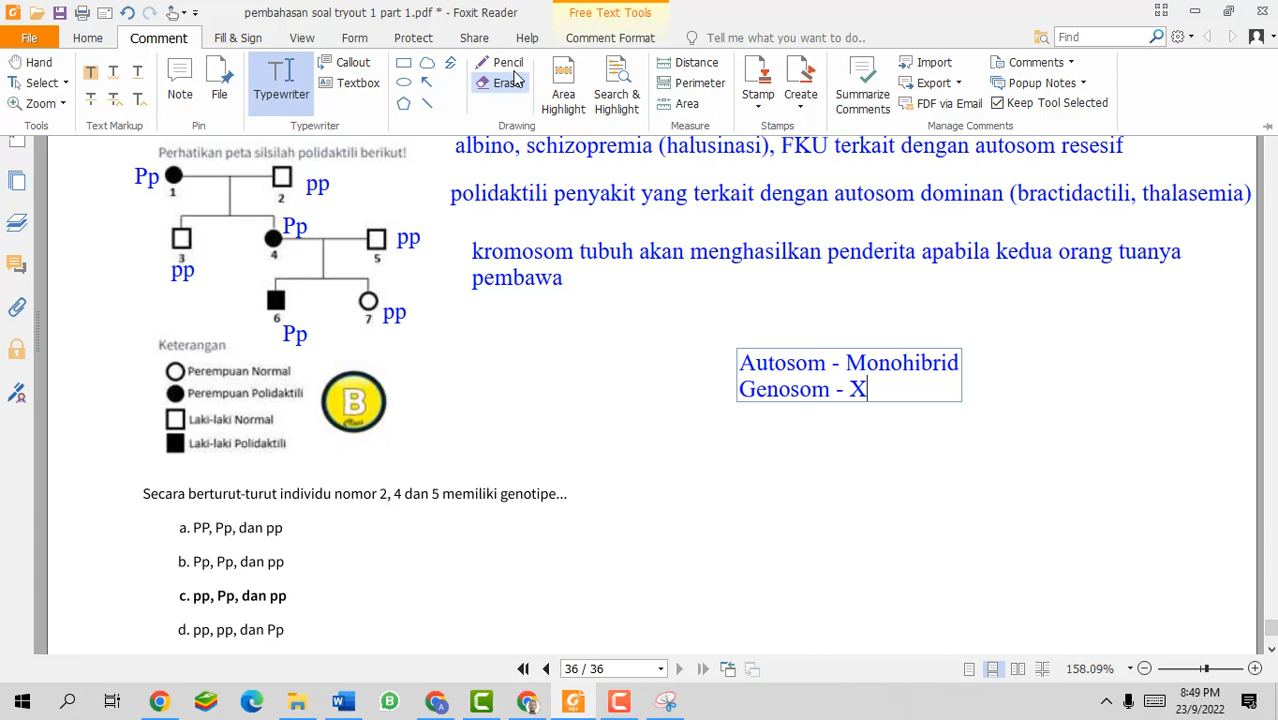 pembahasan soal tryout 1 part 1.pdf * - Foxit Reader
Free Text Tools
File
Home
Comment
Fill & Sign
View
Form
Protect
Share
Help
Comment Format
Tell me what you want to do..
Find
Hand
Select
Zoom
Tools
T T T
T T T
Text Markup
Note
File
Pin
Typewriter
Callout
Textbox
Typewriter
Pencil
Eraser
Drawing
Area Highlight
Search & Highlight
Distance
Perimeter
Area
Measure
Stamp
Create
Stamps
Summarize Comments
Import
Export
FDF via Email
Comments
Popup Notes
Keep Tool Selected
Manage Comments
albino, schizopremia (halusinasi), FKU terkait dengan autosom resesif
Perhatikan peta silsilah polidaktili berikut!
Pp
1
2
pp
polidaktili penyakit yang terkait dengan autosom dominan (bractidactili, thalasemia)
Pp
3
4
5
pp
pp
kromosom tubuh akan menghasilkan penderita apabila kedua orang tuanya
pembawa
6
7
pp
Pp
Keterangan
Perempuan Normal
Perempuan Polidaktili
Laki-laki Normal
Laki-laki Polidaktili
B
Class
Autosom - Monohibrid
Genosom - X
Secara berturut-turut individu nomor 2, 4 dan 5 memiliki genotipe...
a. PP, Pp, dan pp
b. Pp, Pp, dan pp
c. pp, Pp, dan pp
d. pp, pp, dan Pp
36 / 36
158.09%
8:49 PM
23/9/2022